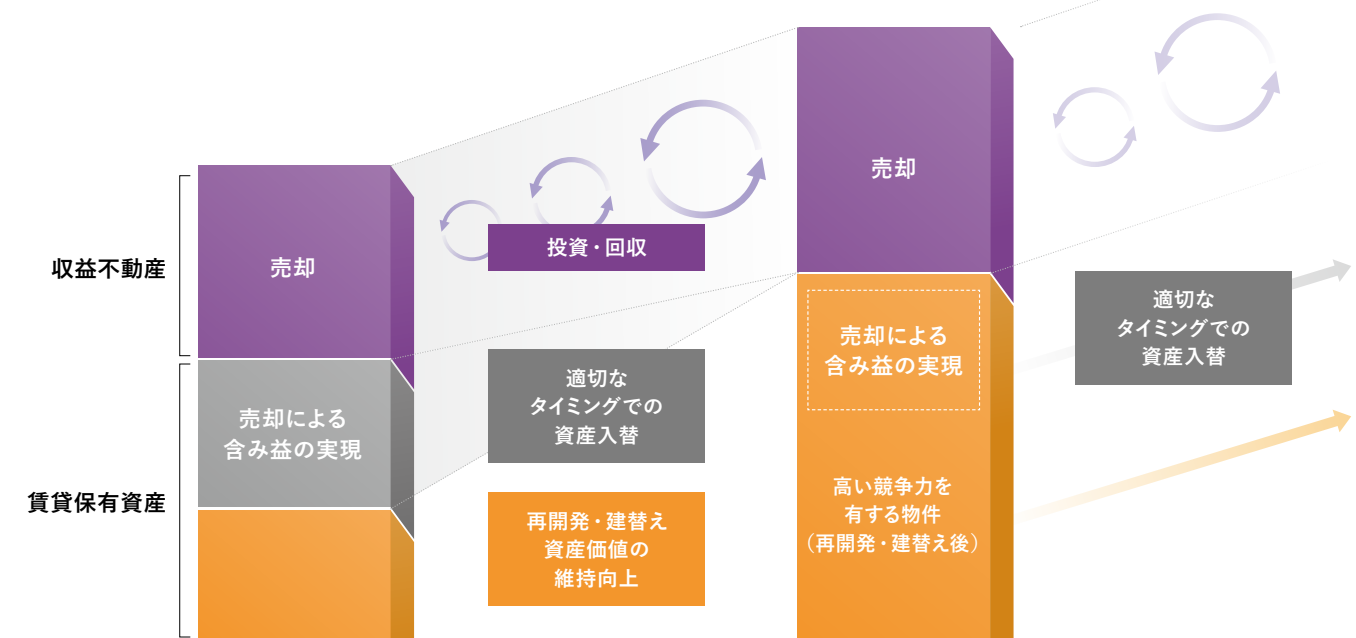 収益不動産
売却
投資・回収
賃貸保有資産
売却による
含み益の実現
適切な
タイミングでの
資産入替
再開発・建替え
資産価値の
維持向上
売却
売却による
含み益の実現
高い競争力を
有する物件
（再開発・建替え後）
適切な
タイミングでの
資産入替